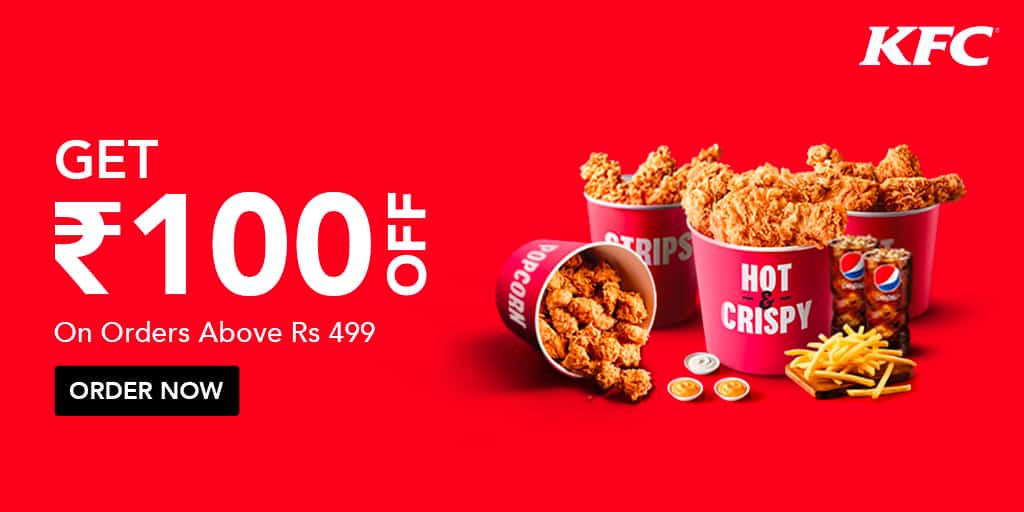 KFC
GET
₹100 OFF
On Orders Above Rs 499
ORDER NOW
POPCORN
STRIPS
HOT
&
CRISPY